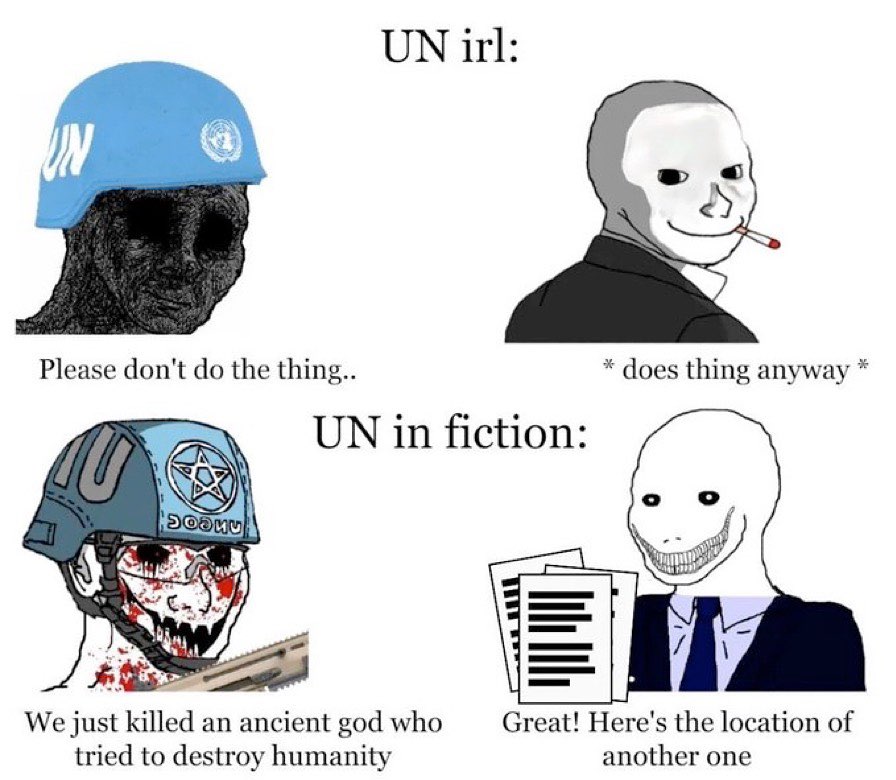 UN irl:
UN
Please don't do the thing..
* does thing anyway *
UN in fiction:
UNGOC
We just killed an ancient god who
tried to destroy humanity
Great! Here's the location of
another one